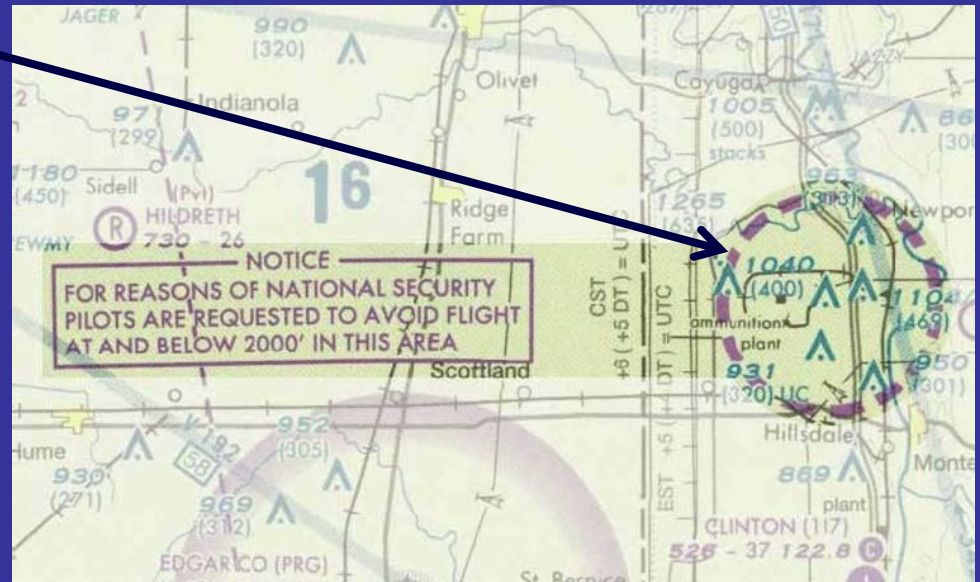 JAGER
990
(320)
Olivet
Cayuga
1005
(500)
stacks
Indianola
(299)
1180
(450)
Sidell
(Pvt)
HILDRETH
R
730 - 26
16
Ridge
Farm
1265
963
(303)
NOTICE
FOR REASONS OF NATIONAL SECURITY
PILOTS ARE REQUESTED TO AVOID FLIGHT
AT AND BELOW 2000' IN THIS AREA
CST
+6 (+5 DT) = UTC
EST +5 (+4 DT) = UTC
1040
(400)
ammunition
plant
1104
(469)
931
(320) UC
950
(301)
Scottland
Hillsdale
952
(305)
V 192
58
930
(271)
969
(312)
869
plant
CLINTON (117)
526 - 37 122.8 C
EDGAR CO (PRG)